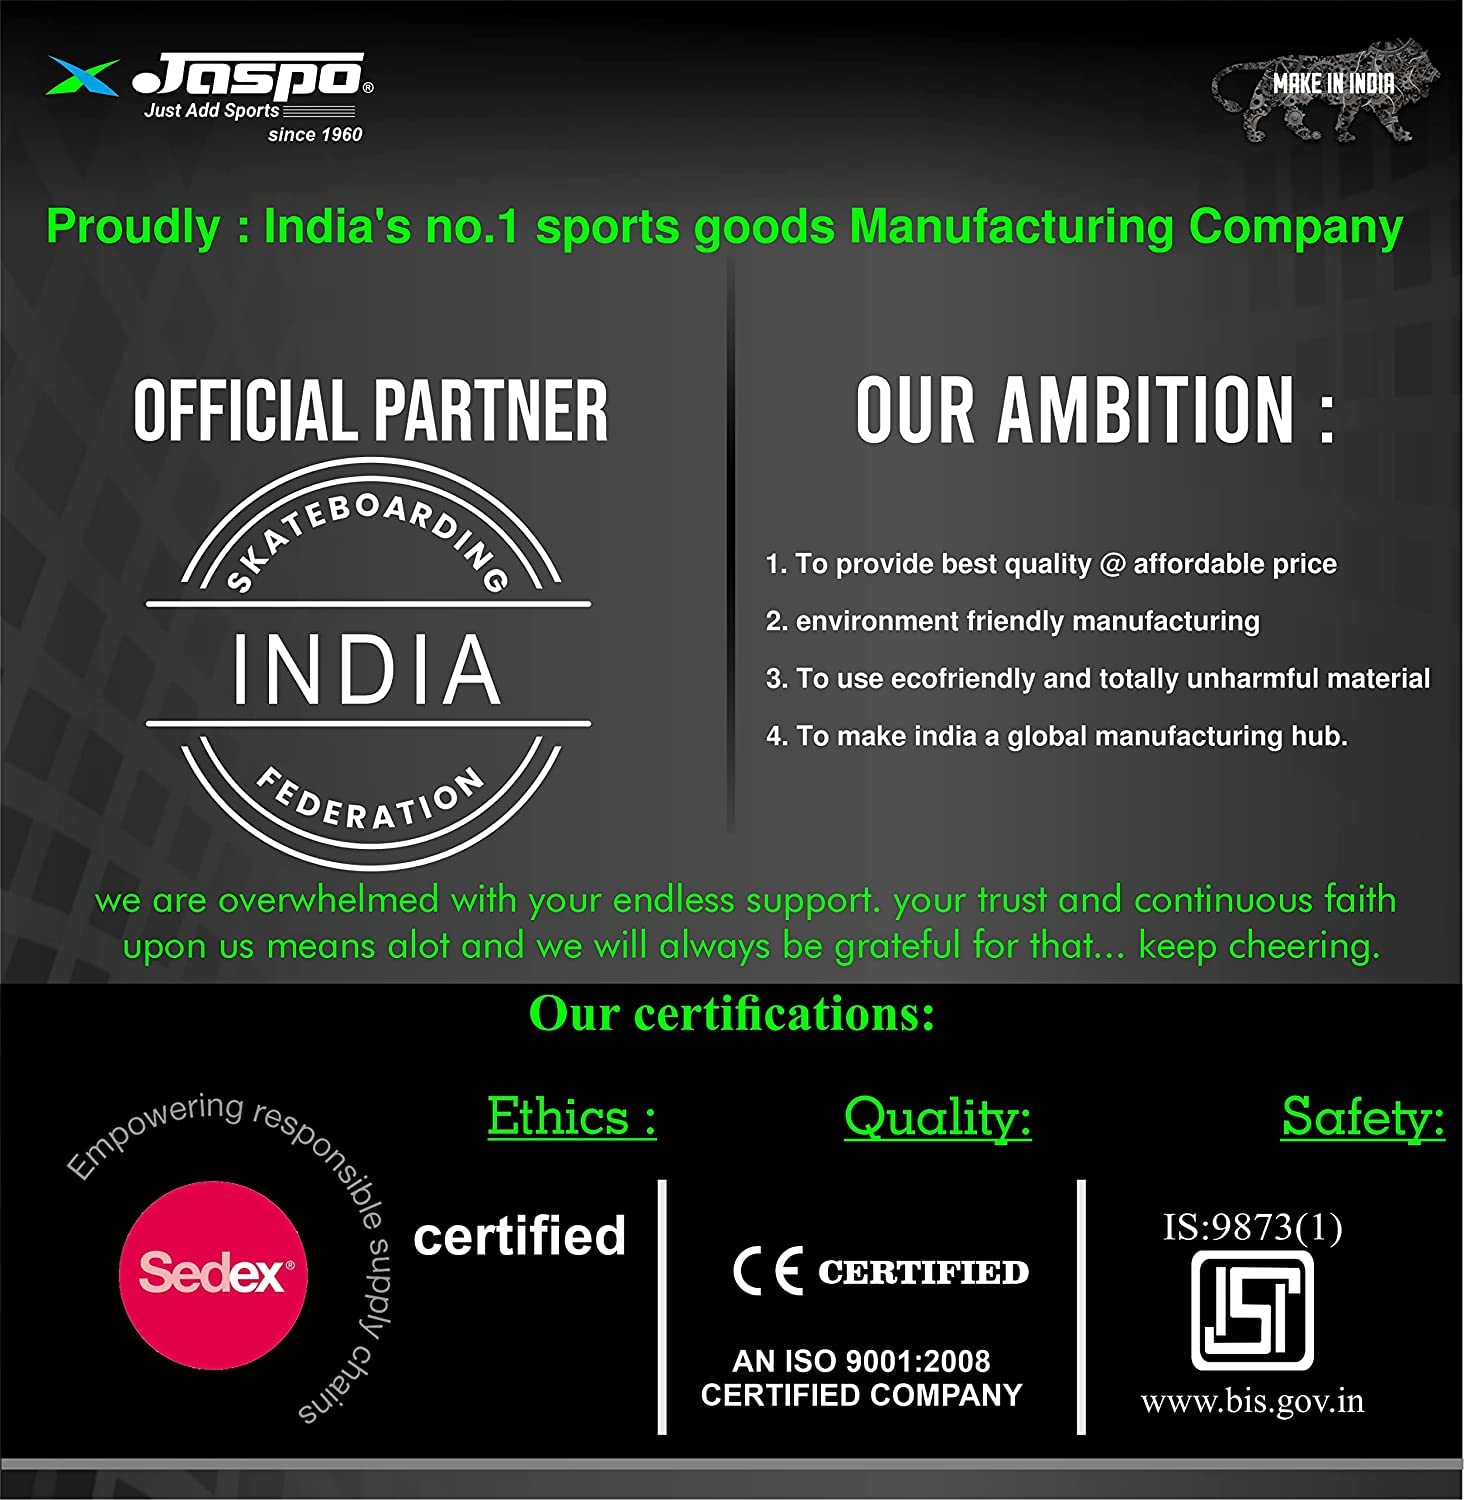 Jaspo®
Just Add Sports
since 1960
MAKE IN INDIA
Proudly : India's no.1 sports goods Manufacturing Company
OFFICIAL PARTNER
SKATEBOARDING
INDIA
FEDERATION
OUR AMBITION :
1. To provide best quality @ affordable price
2. environment friendly manufacturing
3. To use ecofriendly and totally unharmful material
4. To make india a global manufacturing hub.
we are overwhelmed with your endless support. your trust and continuous faith
upon us means alot and we will always be grateful for that... keep cheering.
Our certifications:
Empowering responsible supply chains
Sedex®
Ethics :
certified
Quality:
CE CERTIFIED
AN ISO 9001:2008
CERTIFIED COMPANY
Safety:
IS:9873(1)
ISI
www.bis.gov.in